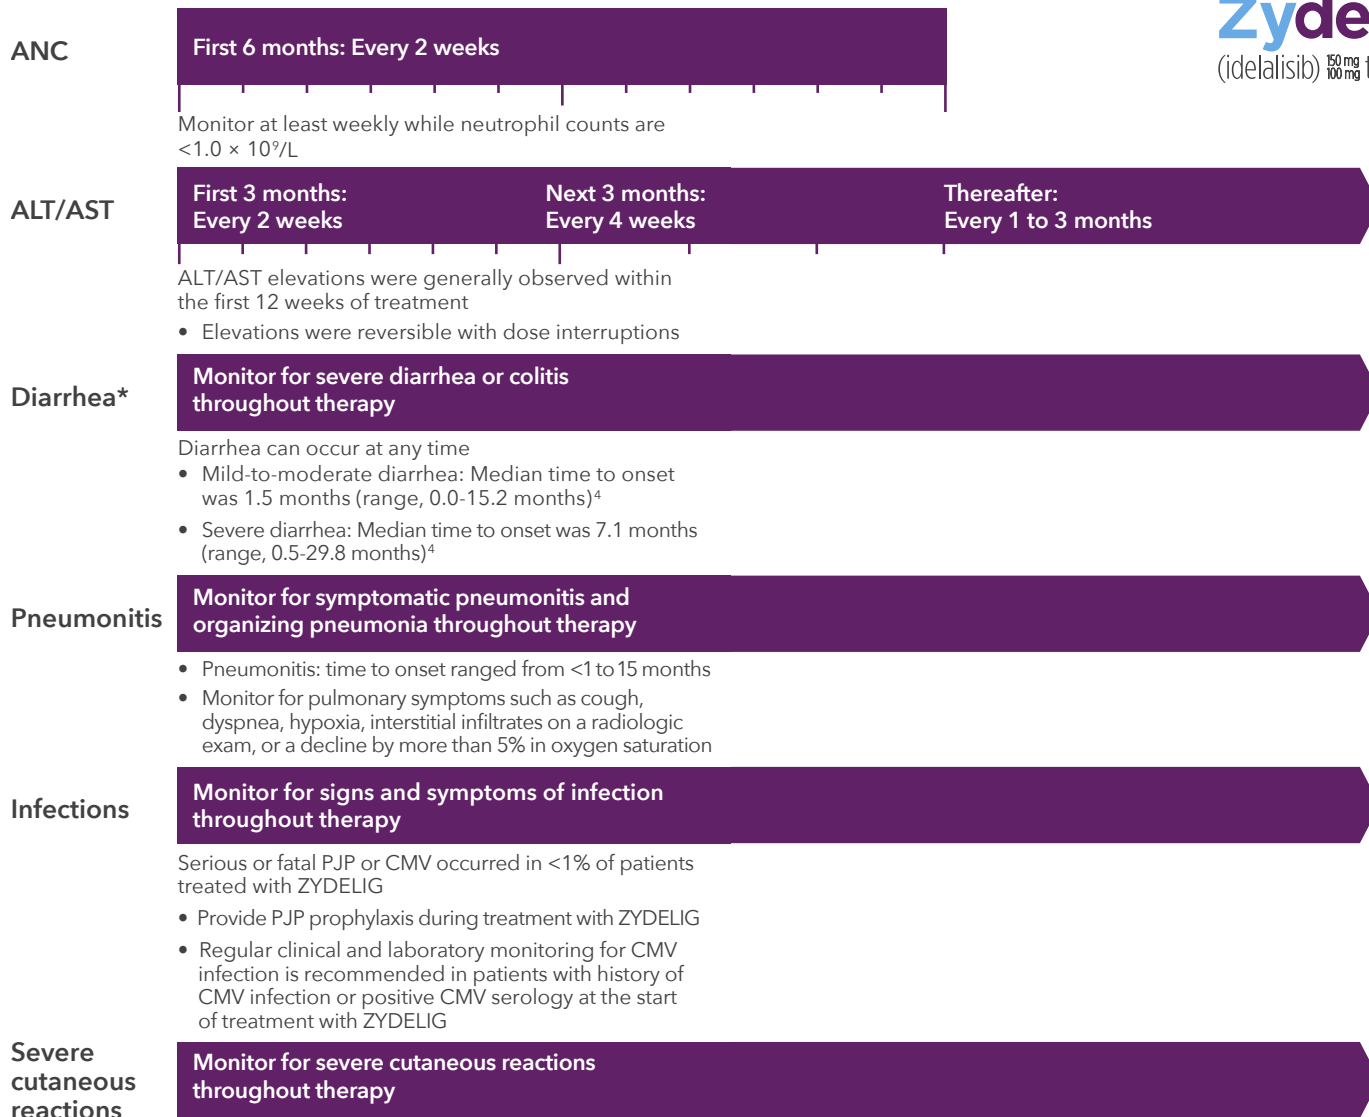 Zyde
(idelalisib) 150 mg 100 mg t
ANC
First 6 months: Every 2 weeks
Monitor at least weekly while neutrophil counts are
<1.0 × 10⁹/L
ALT/AST
First 3 months:
Every 2 weeks
Next 3 months:
Every 4 weeks
Thereafter:
Every 1 to 3 months
ALT/AST elevations were generally observed within
the first 12 weeks of treatment
• Elevations were reversible with dose interruptions
Diarrhea*
Monitor for severe diarrhea or colitis
throughout therapy
Diarrhea can occur at any time
• Mild-to-moderate diarrhea: Median time to onset
was 1.5 months (range, 0.0-15.2 months)⁴
• Severe diarrhea: Median time to onset was 7.1 months
(range, 0.5-29.8 months)⁴
Pneumonitis
Monitor for symptomatic pneumonitis and
organizing pneumonia throughout therapy
• Pneumonitis: time to onset ranged from <1 to 15 months
• Monitor for pulmonary symptoms such as cough,
dyspnea, hypoxia, interstitial infiltrates on a radiologic
exam, or a decline by more than 5% in oxygen saturation
Infections
Monitor for signs and symptoms of infection
throughout therapy
Serious or fatal PJP or CMV occurred in <1% of patients
treated with ZYDELIG
• Provide PJP prophylaxis during treatment with ZYDELIG
• Regular clinical and laboratory monitoring for CMV
infection is recommended in patients with history of
CMV infection or positive CMV serology at the start
of treatment with ZYDELIG
Severe
cutaneous
reactions
Monitor for severe cutaneous reactions
throughout therapy